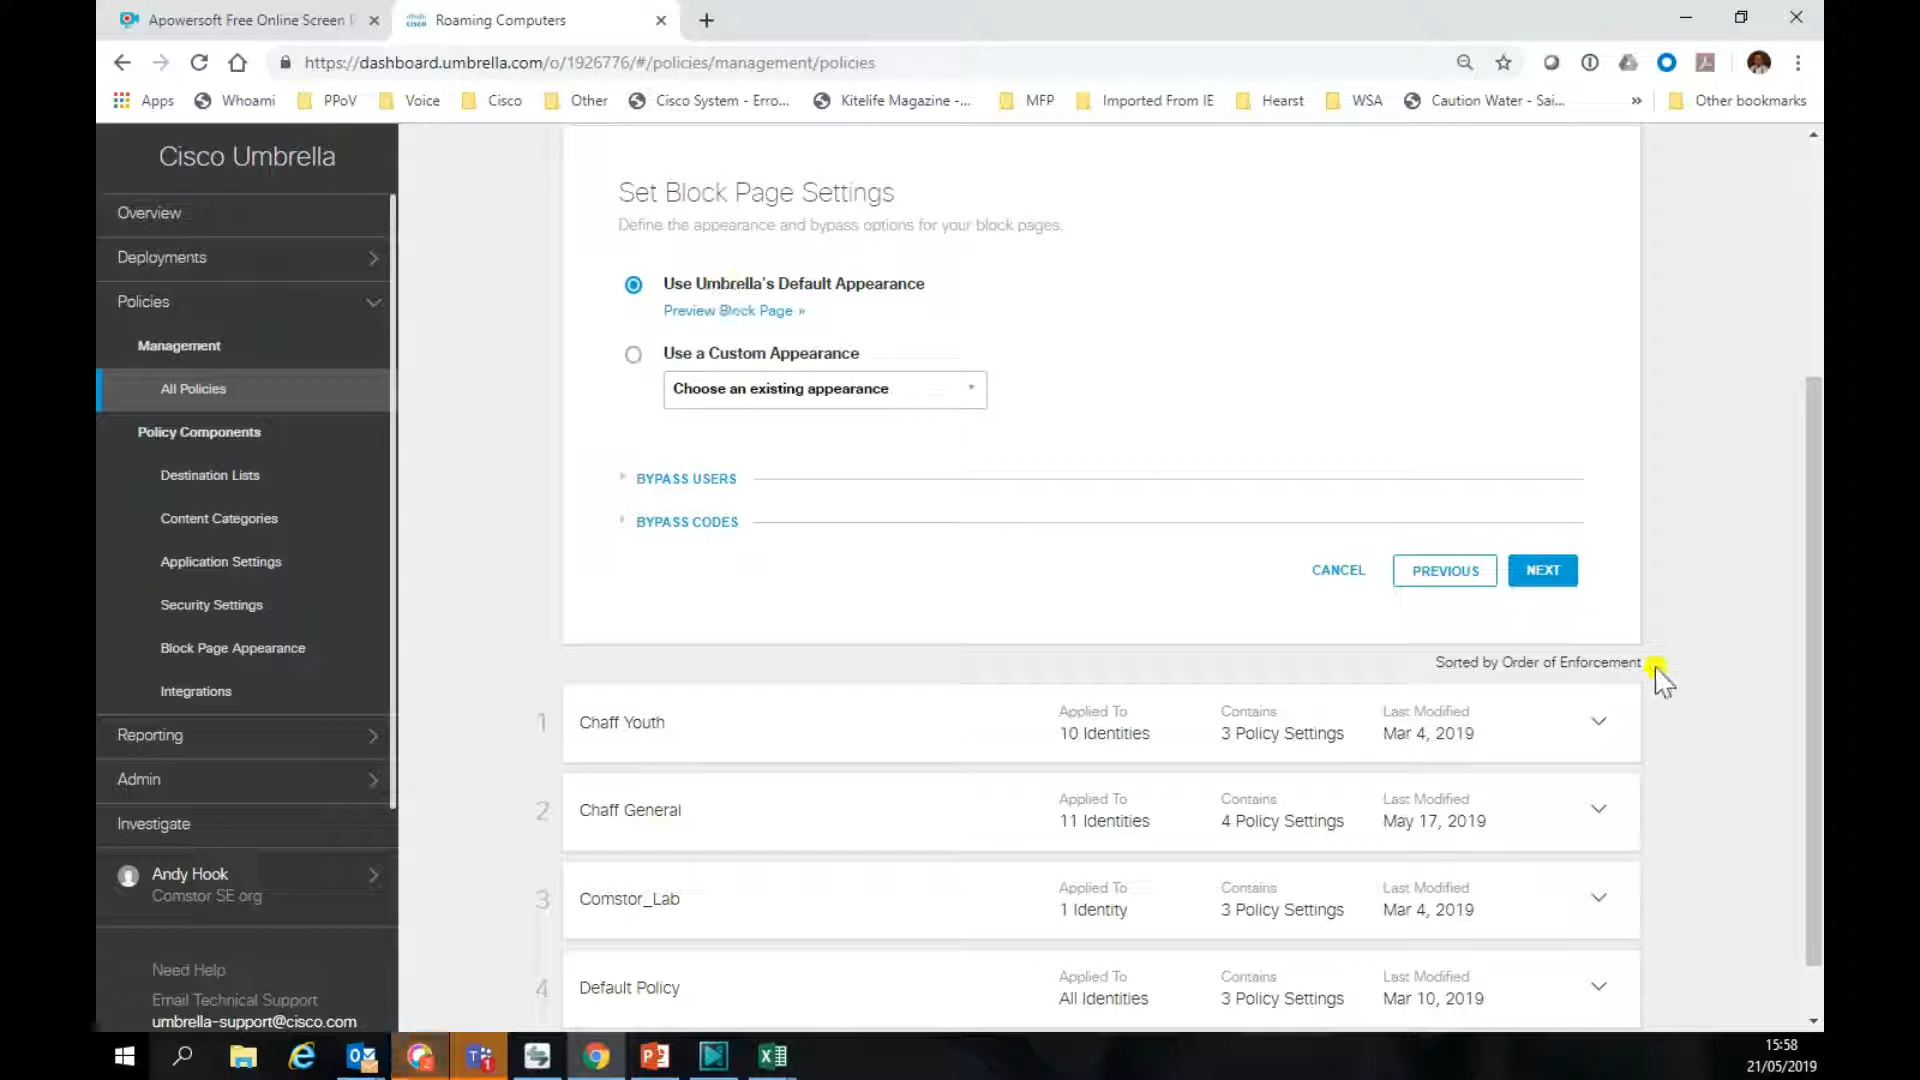 Apowersoft Free Online Screen
Roaming Computers
https://dashboard.umbrella.com/o/1926776/#/policies/management/policies
Apps
Whoami
PPoV
Voice
Cisco
Other
Cisco System - Erro...
Kitelife Magazine -...
MFP
Imported From IE
Hearst
WSA
Caution Water - Sai...
»
Other bookmarks
Cisco Umbrella
Overview
Deployments
Policies
Management
All Policies
Policy Components
Destination Lists
Content Categories
Application Settings
Security Settings
Block Page Appearance
Integrations
Reporting
Admin
Investigate
Andy Hook
Comstor SE org
Need Help
Email Technical Support
umbrella-support@cisco.com
Set Block Page Settings
Define the appearance and bypass options for your block pages.
Use Umbrella's Default Appearance
Preview Block Page »
Use a Custom Appearance
Choose an existing appearance
BYPASS USERS
BYPASS CODES
CANCEL PREVIOUS NEXT
Sorted by Order of Enforcement
1 Chaff Youth
Applied To
10 Identities
Contains
3 Policy Settings
Last Modified
Mar 4, 2019
2 Chaff General
Applied To
11 Identities
Contains
4 Policy Settings
Last Modified
May 17, 2019
3 Comstor_Lab
Applied To
1 Identity
Contains
3 Policy Settings
Last Modified
Mar 4, 2019
4 Default Policy
Applied To
All Identities
Contains
3 Policy Settings
Last Modified
Mar 10, 2019
15:58
21/05/2019